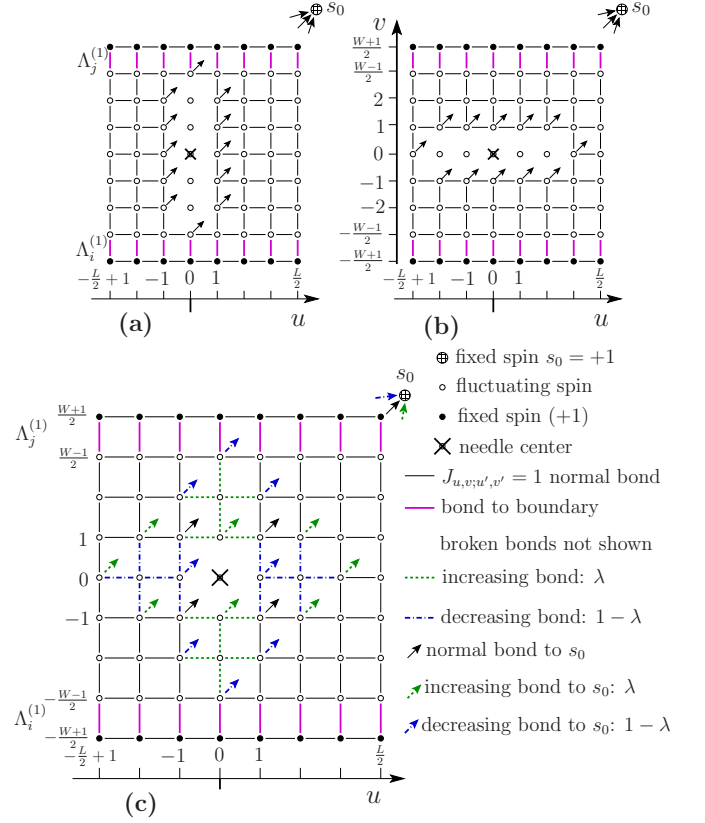 s₀
s₀
v
Λⱼ⁽¹⁾
W+1/2
W−1/2
2
1
0
−1
−2
Λᵢ⁽¹⁾
−W−1/2
−W+1/2
−L/2 + 1
−1
0
1
L/2
u
−L/2 + 1
−1
0
1
L/2
u
(a)
(b)
fixed spin s₀ = +1
fluctuating spin
fixed spin (+1)
needle center
J_{u,v;u′,v′} = 1 normal bond
bond to boundary
broken bonds not shown
increasing bond: λ
decreasing bond: 1 − λ
normal bond to s₀
increasing bond to s₀: λ
decreasing bond to s₀: 1 − λ
s₀
Λⱼ⁽¹⁾
W+1/2
W−1/2
1
0
−1
Λᵢ⁽¹⁾
−W−1/2
−W+1/2
−L/2 + 1
−1
0
1
L/2
u
(c)